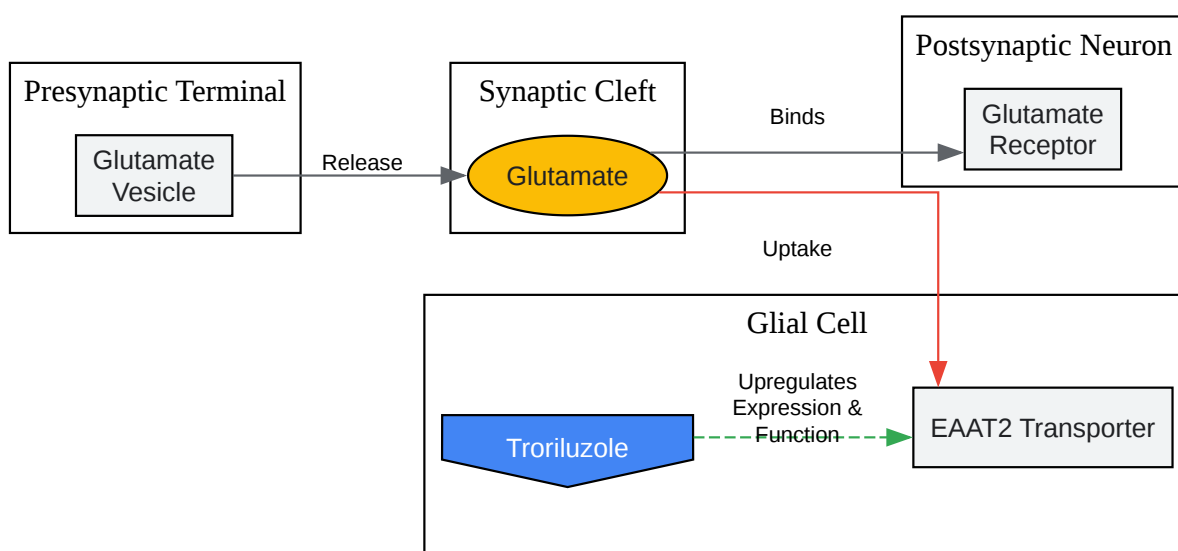 Presynaptic Terminal
Glutamate
Vesicle
Release
Synaptic Cleft
Glutamate
Binds
Postsynaptic Neuron
Glutamate
Receptor
Uptake
Glial Cell
Troriluzole
Upregulates
Expression &
Function
EAAT2 Transporter